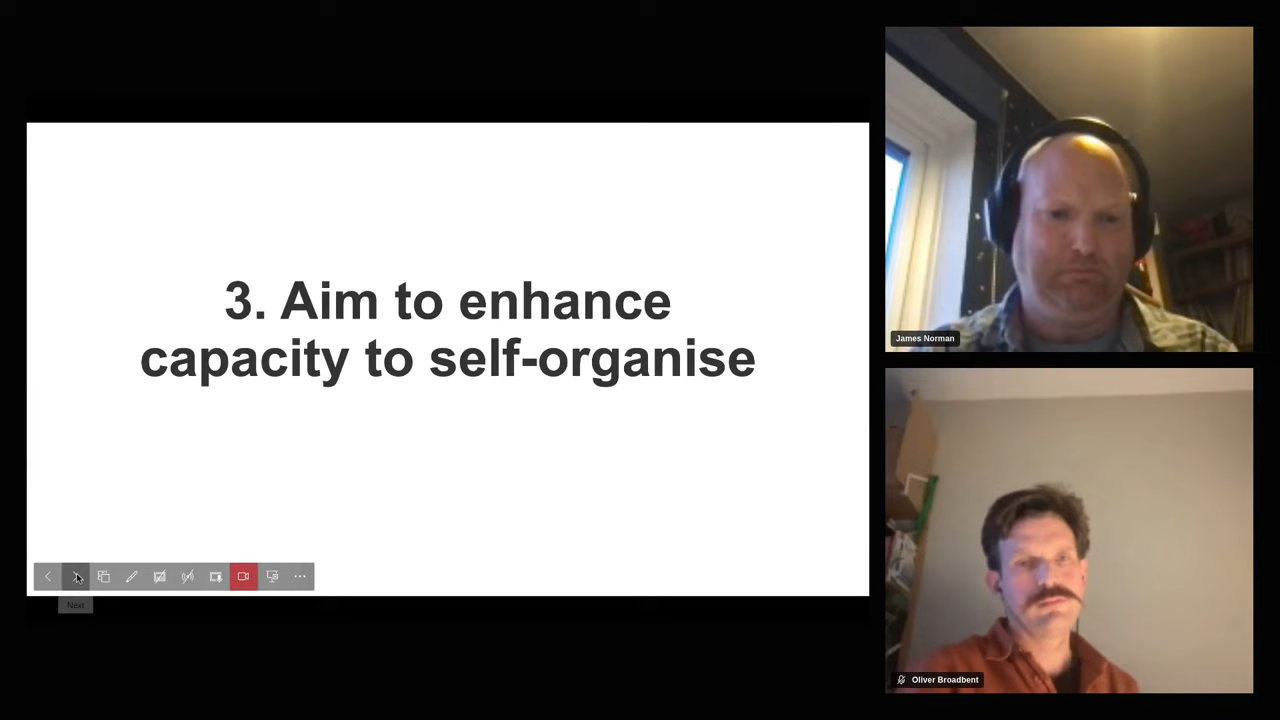 3. Aim to enhance
capacity to self-organise
Next
James Norman
Oliver Broadbent